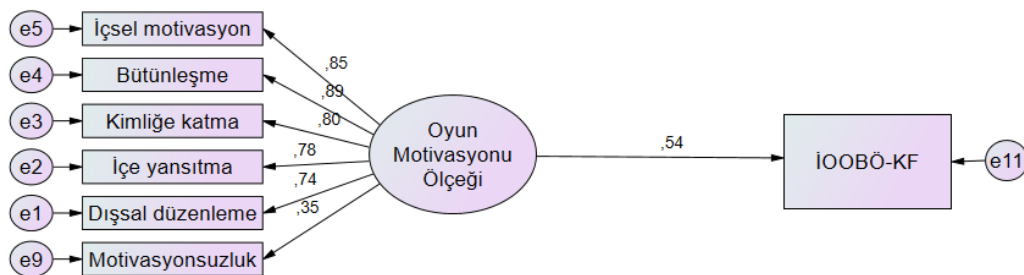 e5
İçsel motivasyon
,85
e4
Bütünleşme
,89
e3
Kimliğe katma
,80
e2
İçe yansıtma
,78
e1
Dışsal düzenleme
,74
e9
Motivasyonsuzluk
,35
Oyun
Motivasyonu
Ölçeği
,54
İOOBÖ-KF
e11